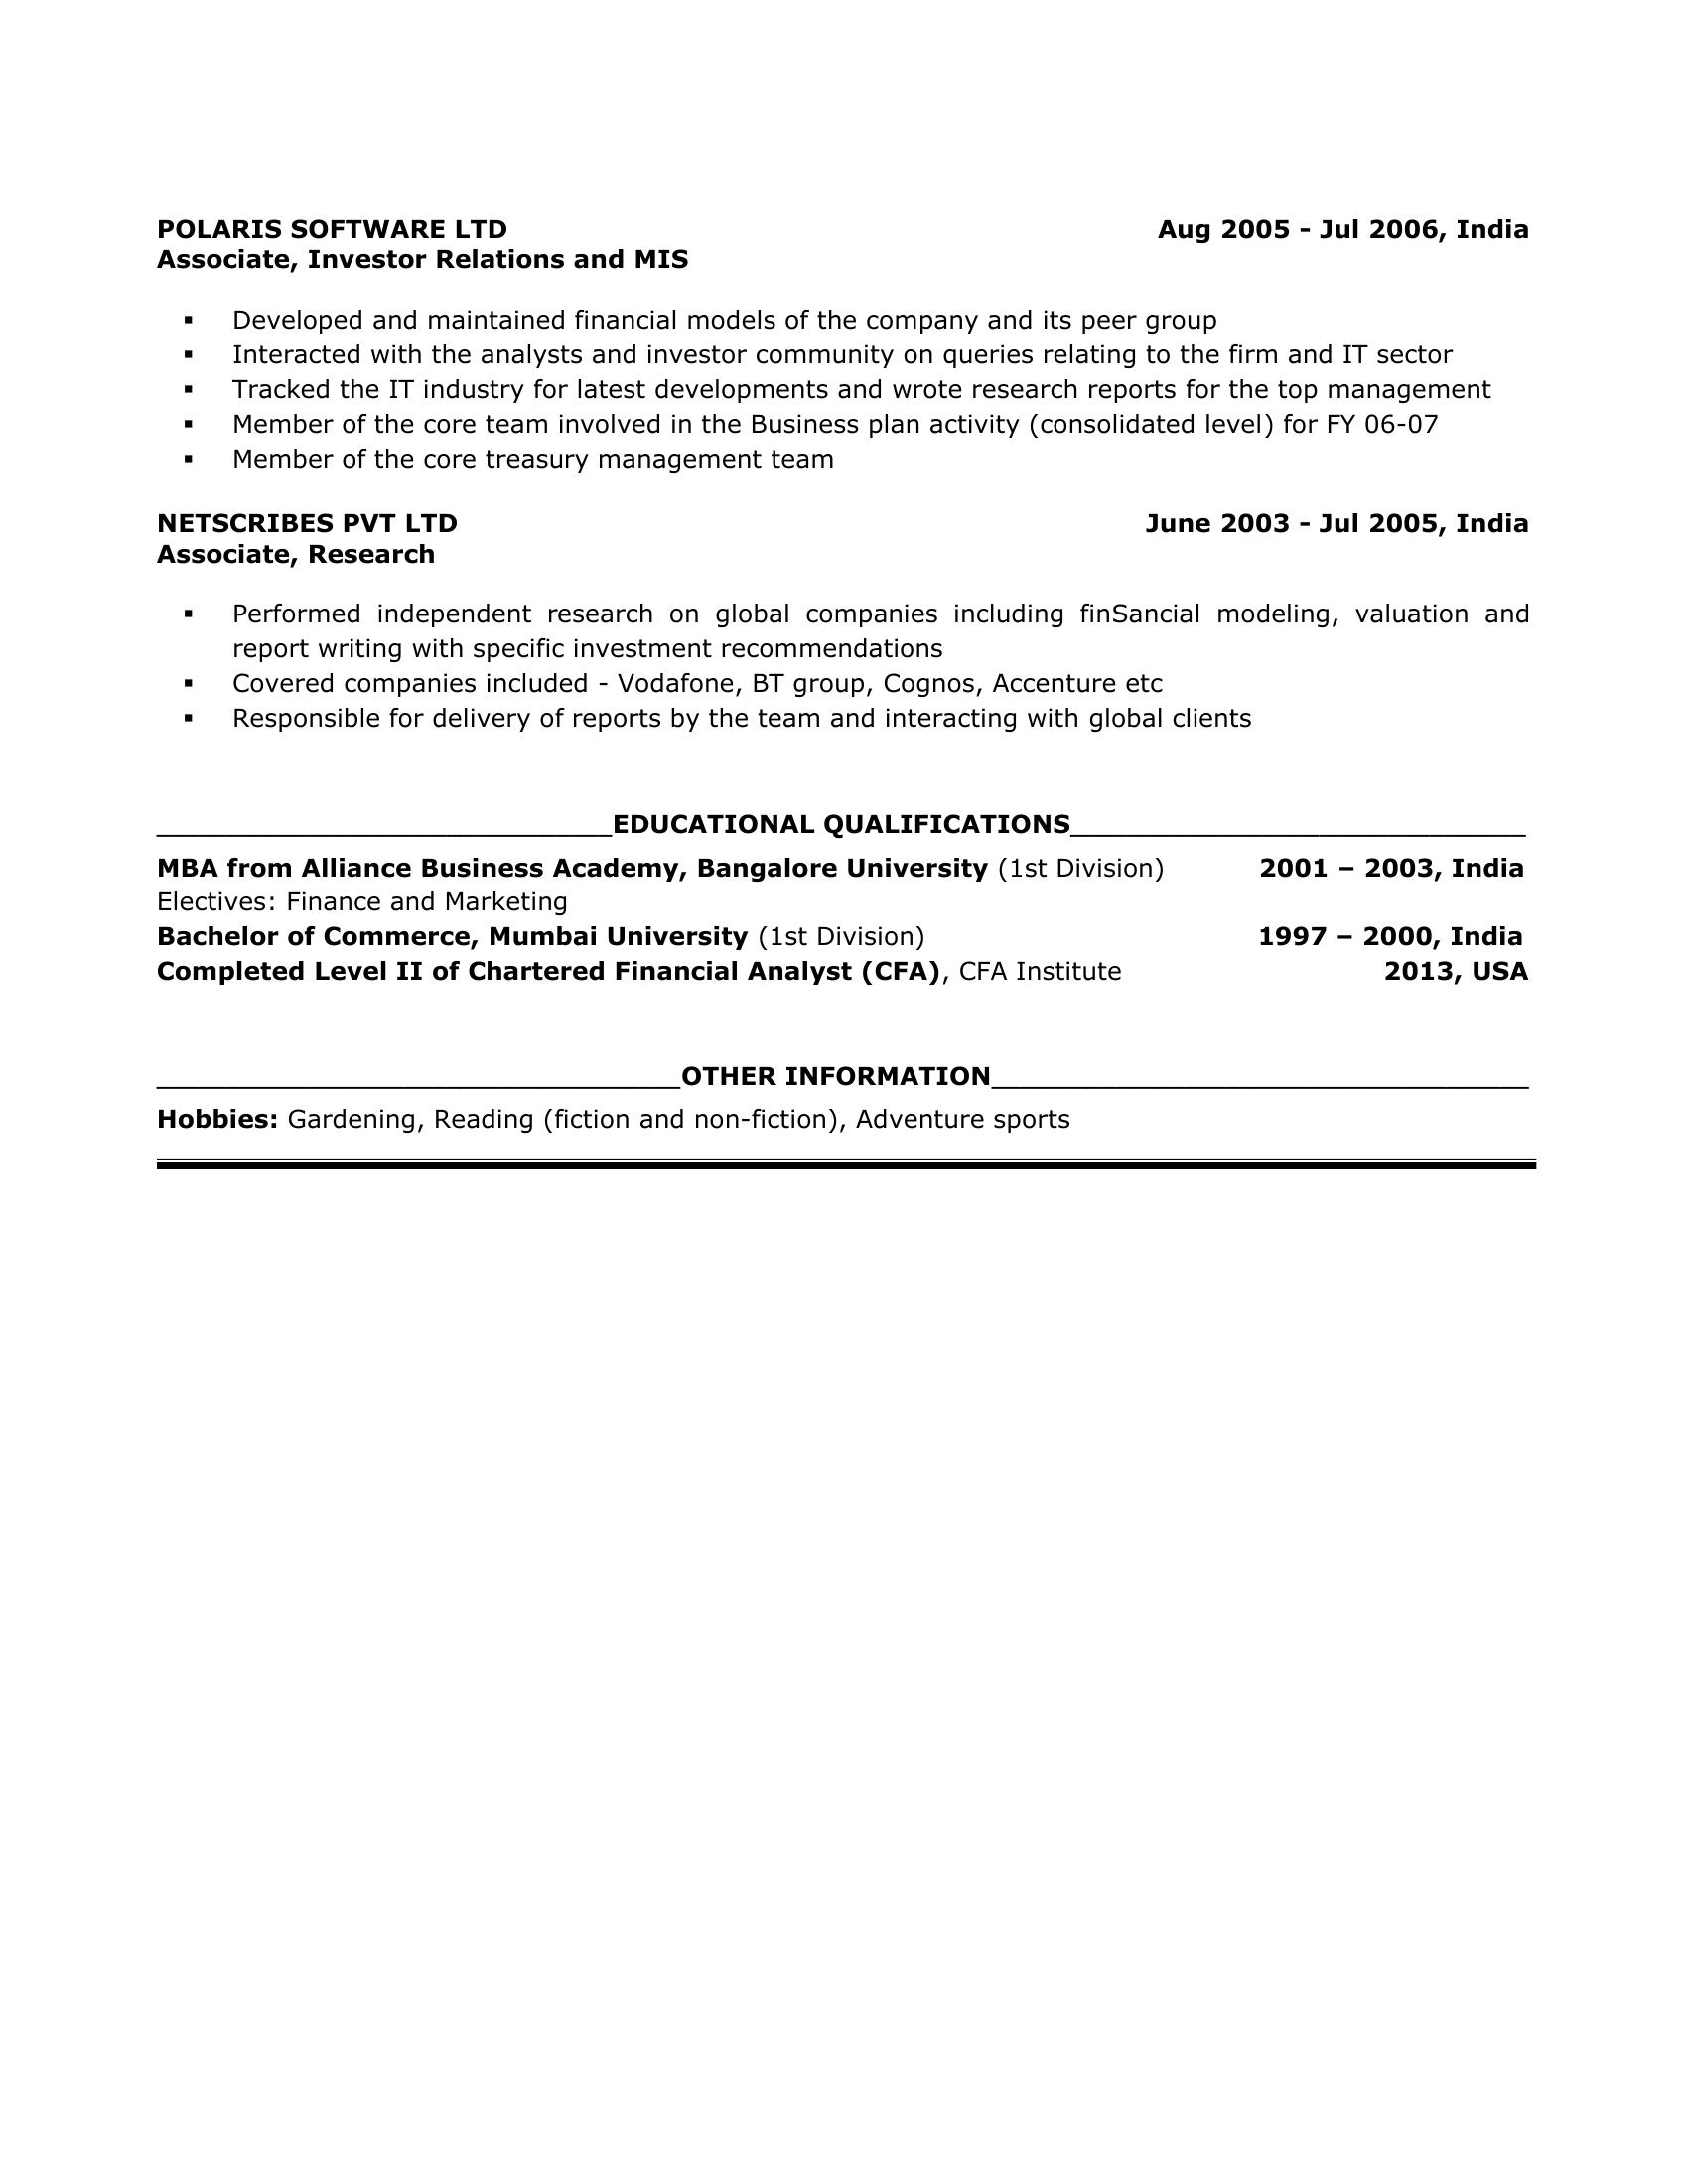 POLARIS SOFTWARE LTD Aug 2005 - Jul 2006, India
Associate, Investor Relations and MIS
▪ Developed and maintained financial models of the company and its peer group
▪ Interacted with the analysts and investor community on queries relating to the firm and IT sector
▪ Tracked the IT industry for latest developments and wrote research reports for the top management
▪ Member of the core team involved in the Business plan activity (consolidated level) for FY 06-07
▪ Member of the core treasury management team
NETSCRIBES PVT LTD June 2003 - Jul 2005, India
Associate, Research
▪ Performed independent research on global companies including finSancial modeling, valuation and
report writing with specific investment recommendations
▪ Covered companies included - Vodafone, BT group, Cognos, Accenture etc
▪ Responsible for delivery of reports by the team and interacting with global clients
EDUCATIONAL QUALIFICATIONS
MBA from Alliance Business Academy, Bangalore University (1st Division) 2001 – 2003, India
Electives: Finance and Marketing
Bachelor of Commerce, Mumbai University (1st Division) 1997 – 2000, India
Completed Level II of Chartered Financial Analyst (CFA), CFA Institute 2013, USA
OTHER INFORMATION
Hobbies: Gardening, Reading (fiction and non-fiction), Adventure sports